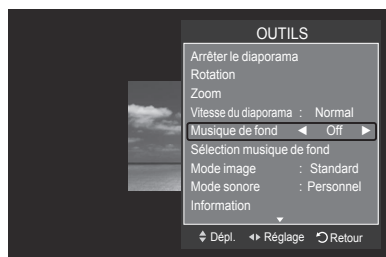 OUTILS
Arrêter le diaporama
Rotation
Zoom
Vitesse du diaporama : Normal
Musique de fond ◄ Off ►
Sélection musique de fond
Mode image : Standard
Mode sonore : Personnel
Information
Dépl. Réglage Retour